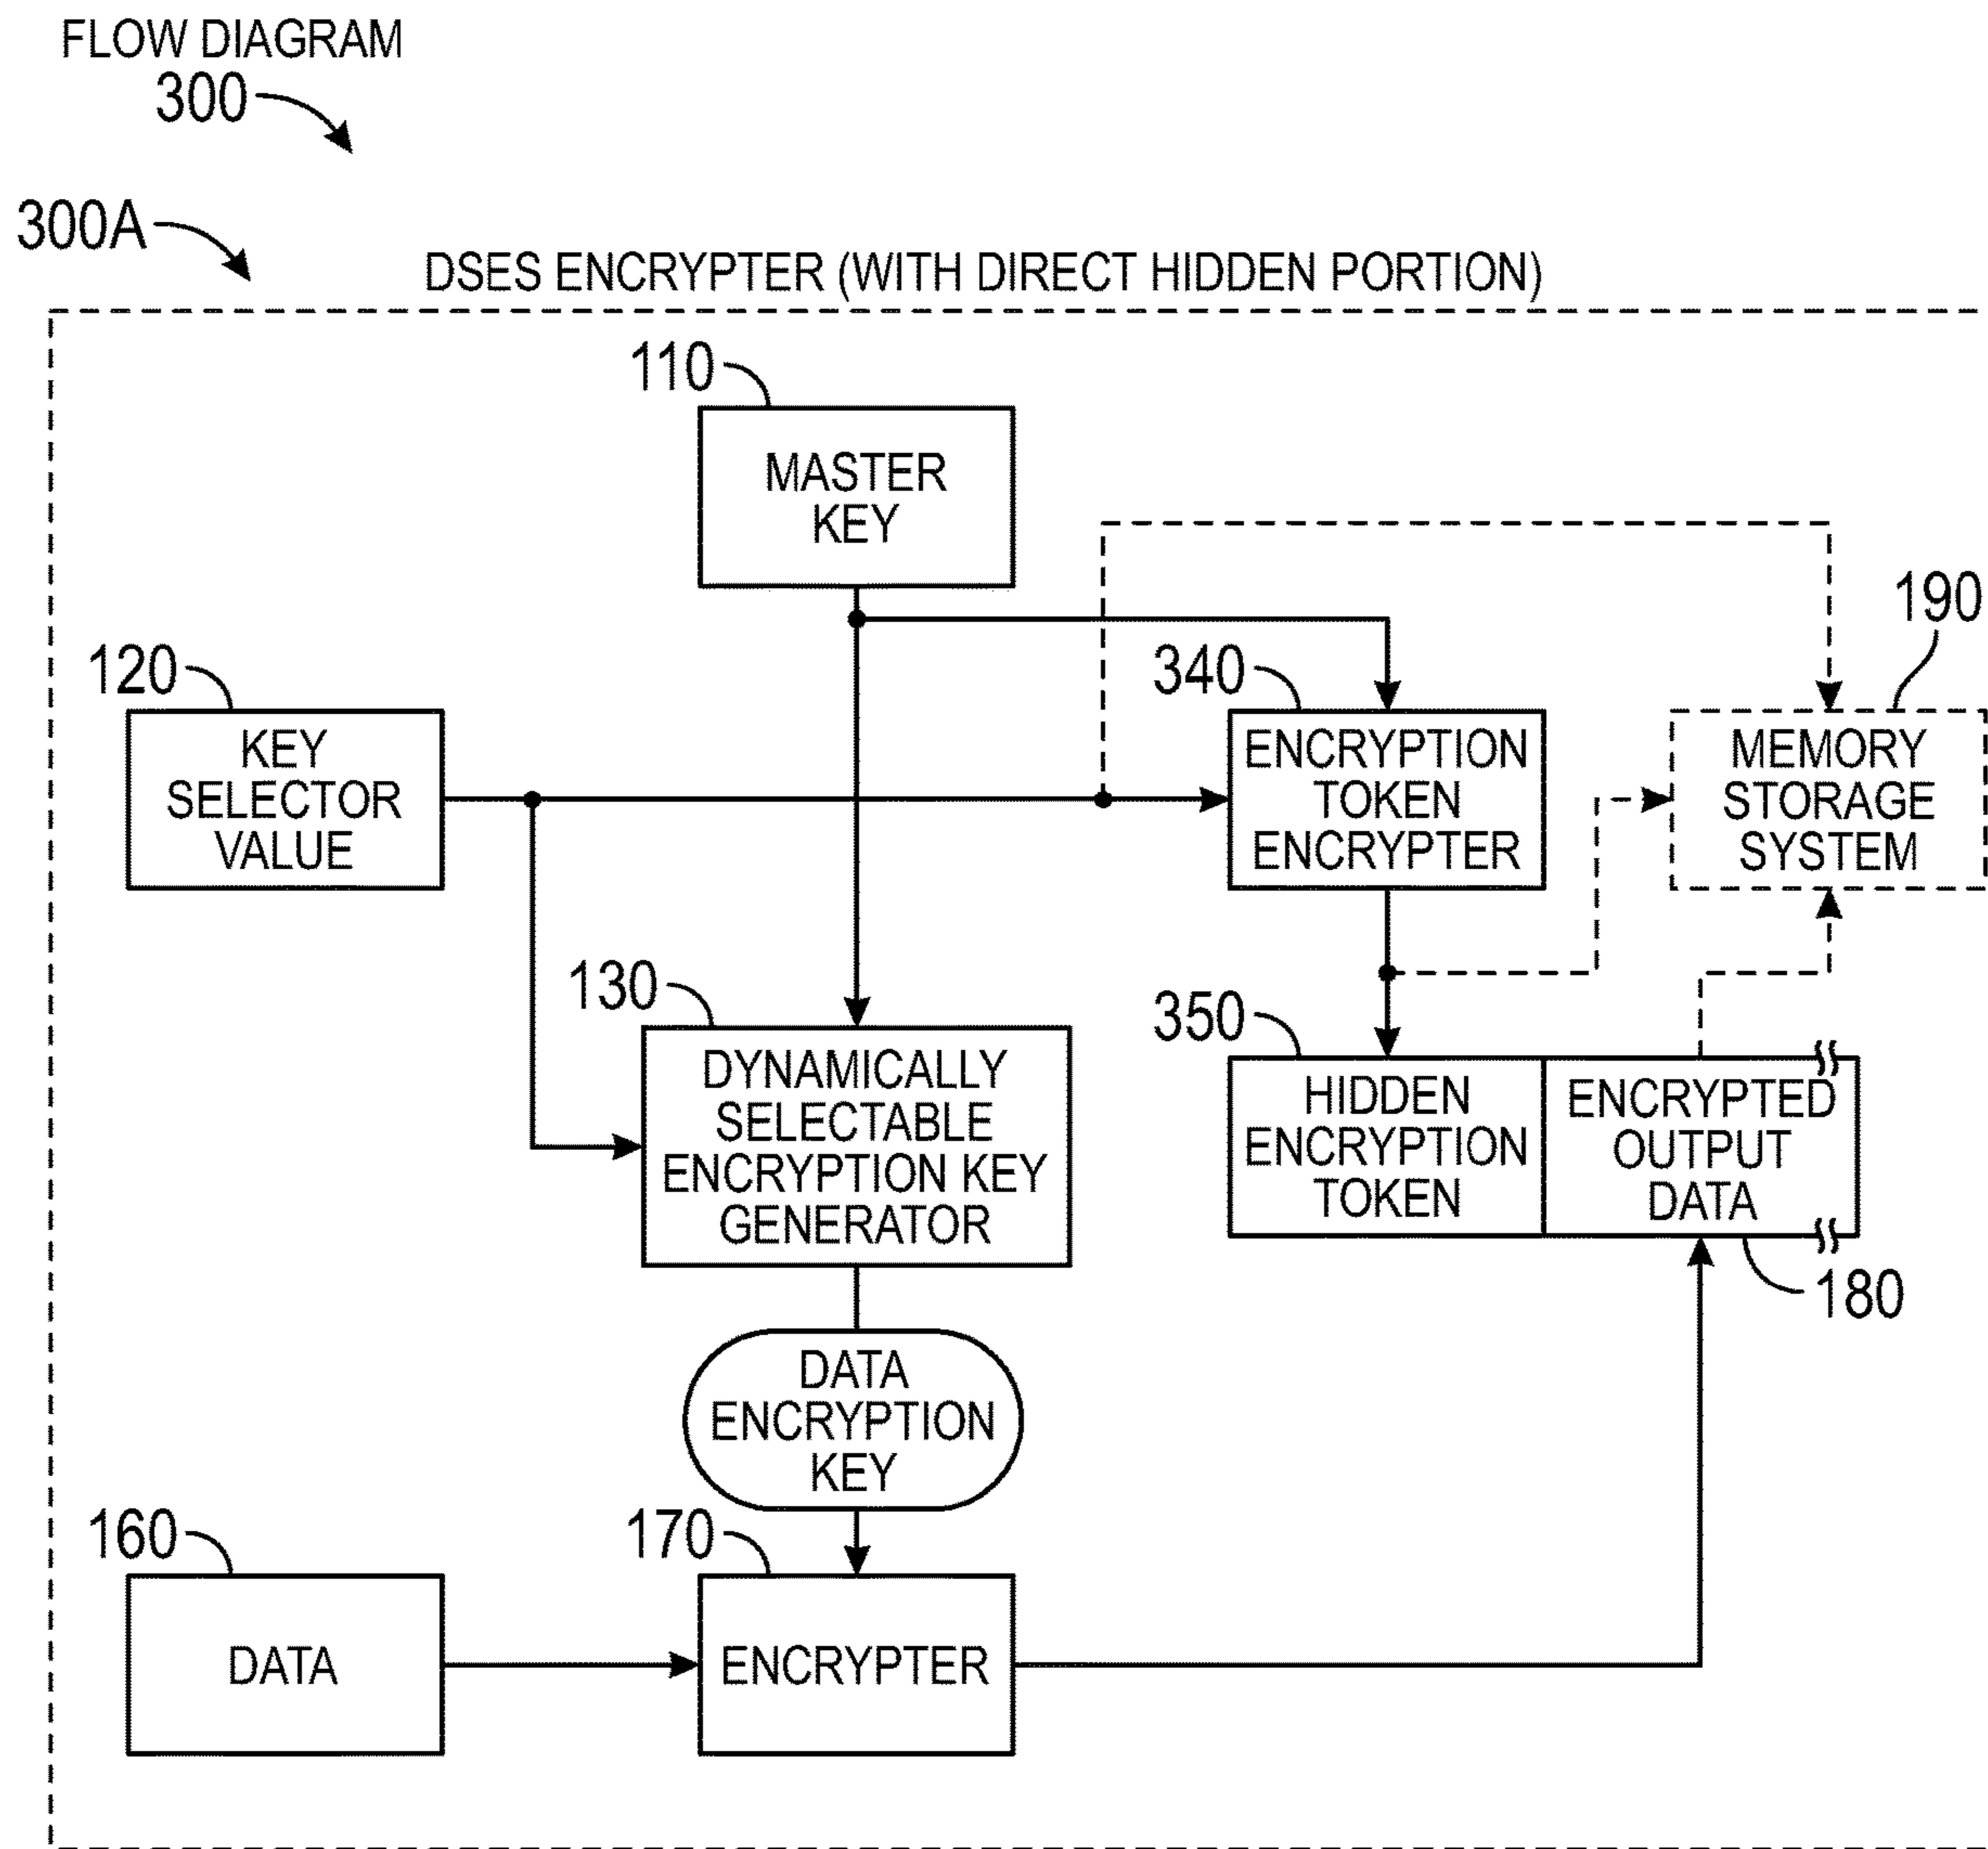 FLOW DIAGRAM
300
300A
DSES ENCRYPTER (WITH DIRECT HIDDEN PORTION)
110
MASTER
KEY
120
KEY
SELECTOR
VALUE
340
ENCRYPTION
TOKEN
ENCRYPTER
190
MEMORY
STORAGE
SYSTEM
130
DYNAMICALLY
SELECTABLE
ENCRYPTION KEY
GENERATOR
350
HIDDEN
ENCRYPTION
TOKEN
ENCRYPTED
OUTPUT
DATA
180
DATA
ENCRYPTION
KEY
160
DATA
170
ENCRYPTER